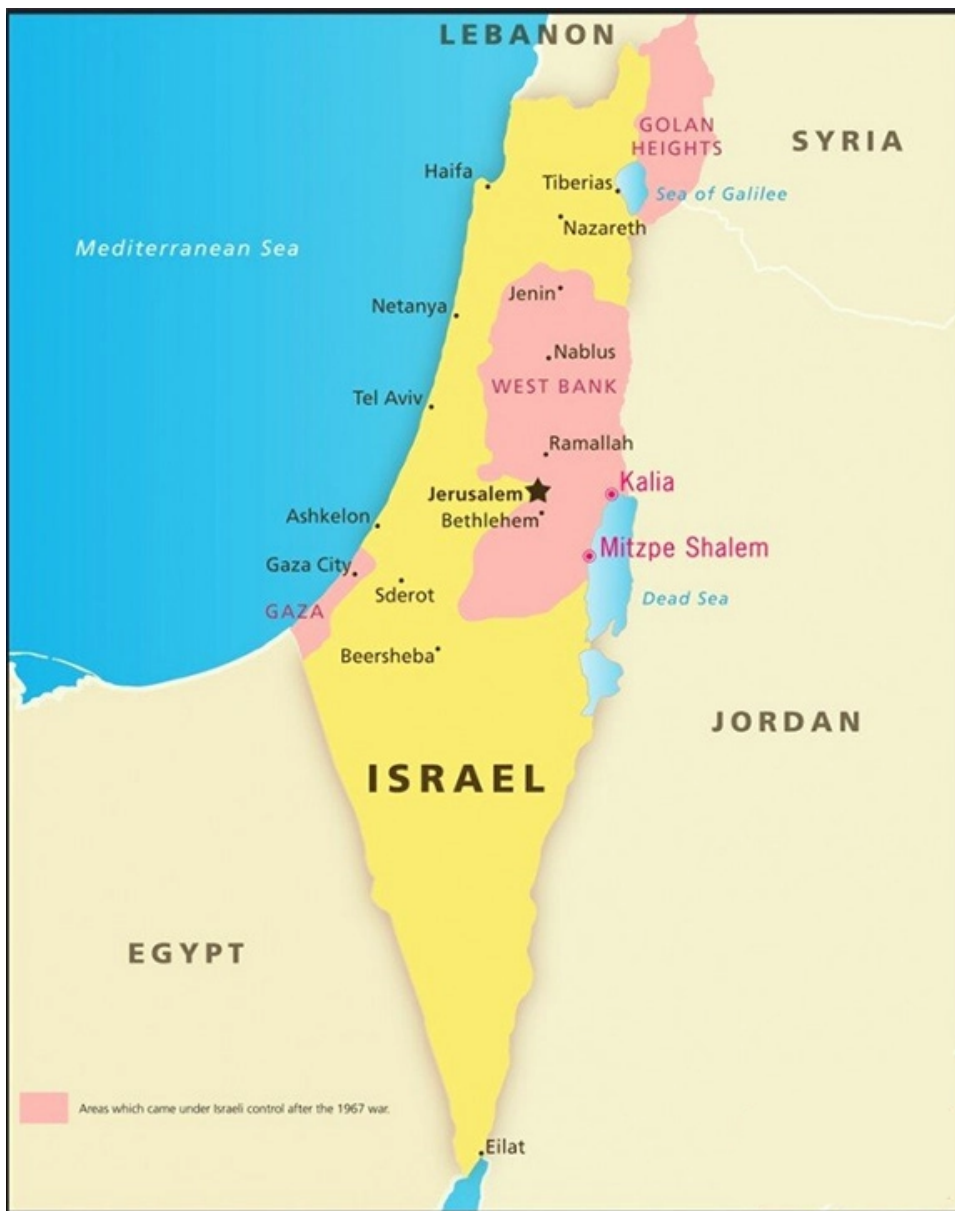 LEBANON
GOLAN
HEIGHTS
SYRIA
Haifa
Tiberias
Sea of Galilee
Nazareth
Mediterranean Sea
Jenin
Netanya
Nablus
WEST BANK
Tel Aviv
Ramallah
Kalia
Jerusalem
Bethlehem
Ashkelon
Mitzpe Shalem
Gaza City
Sderot
Dead Sea
GAZA
Beersheba
JORDAN
ISRAEL
EGYPT
Areas which came under Israeli control after the 1967 war.
Eilat